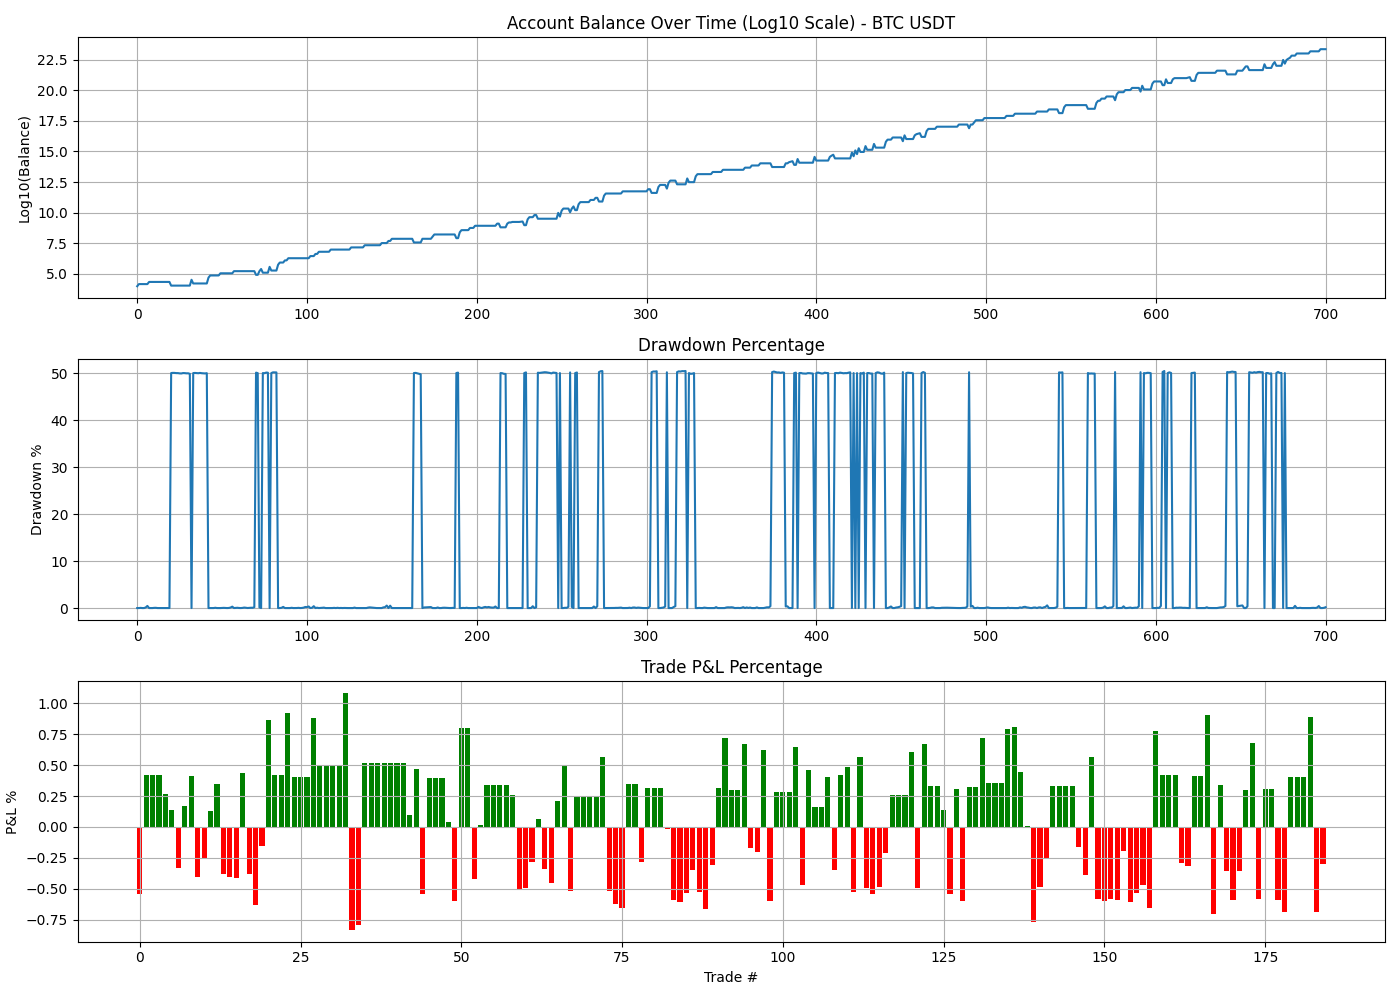 Account Balance Over Time (Log10 Scale) - BTC USDT
Log10(Balance)
22.5
20.0
17.5
15.0
12.5
10.0
7.5
5.0
0 100 200 300 400 500 600 700
Drawdown Percentage
Drawdown %
50
40
30
20
10
0
0 100 200 300 400 500 600 700
Trade P&L Percentage
P&L %
1.00
0.75
0.50
0.25
0.00
−0.25
−0.50
−0.75
0 25 50 75 100 125 150 175
Trade #